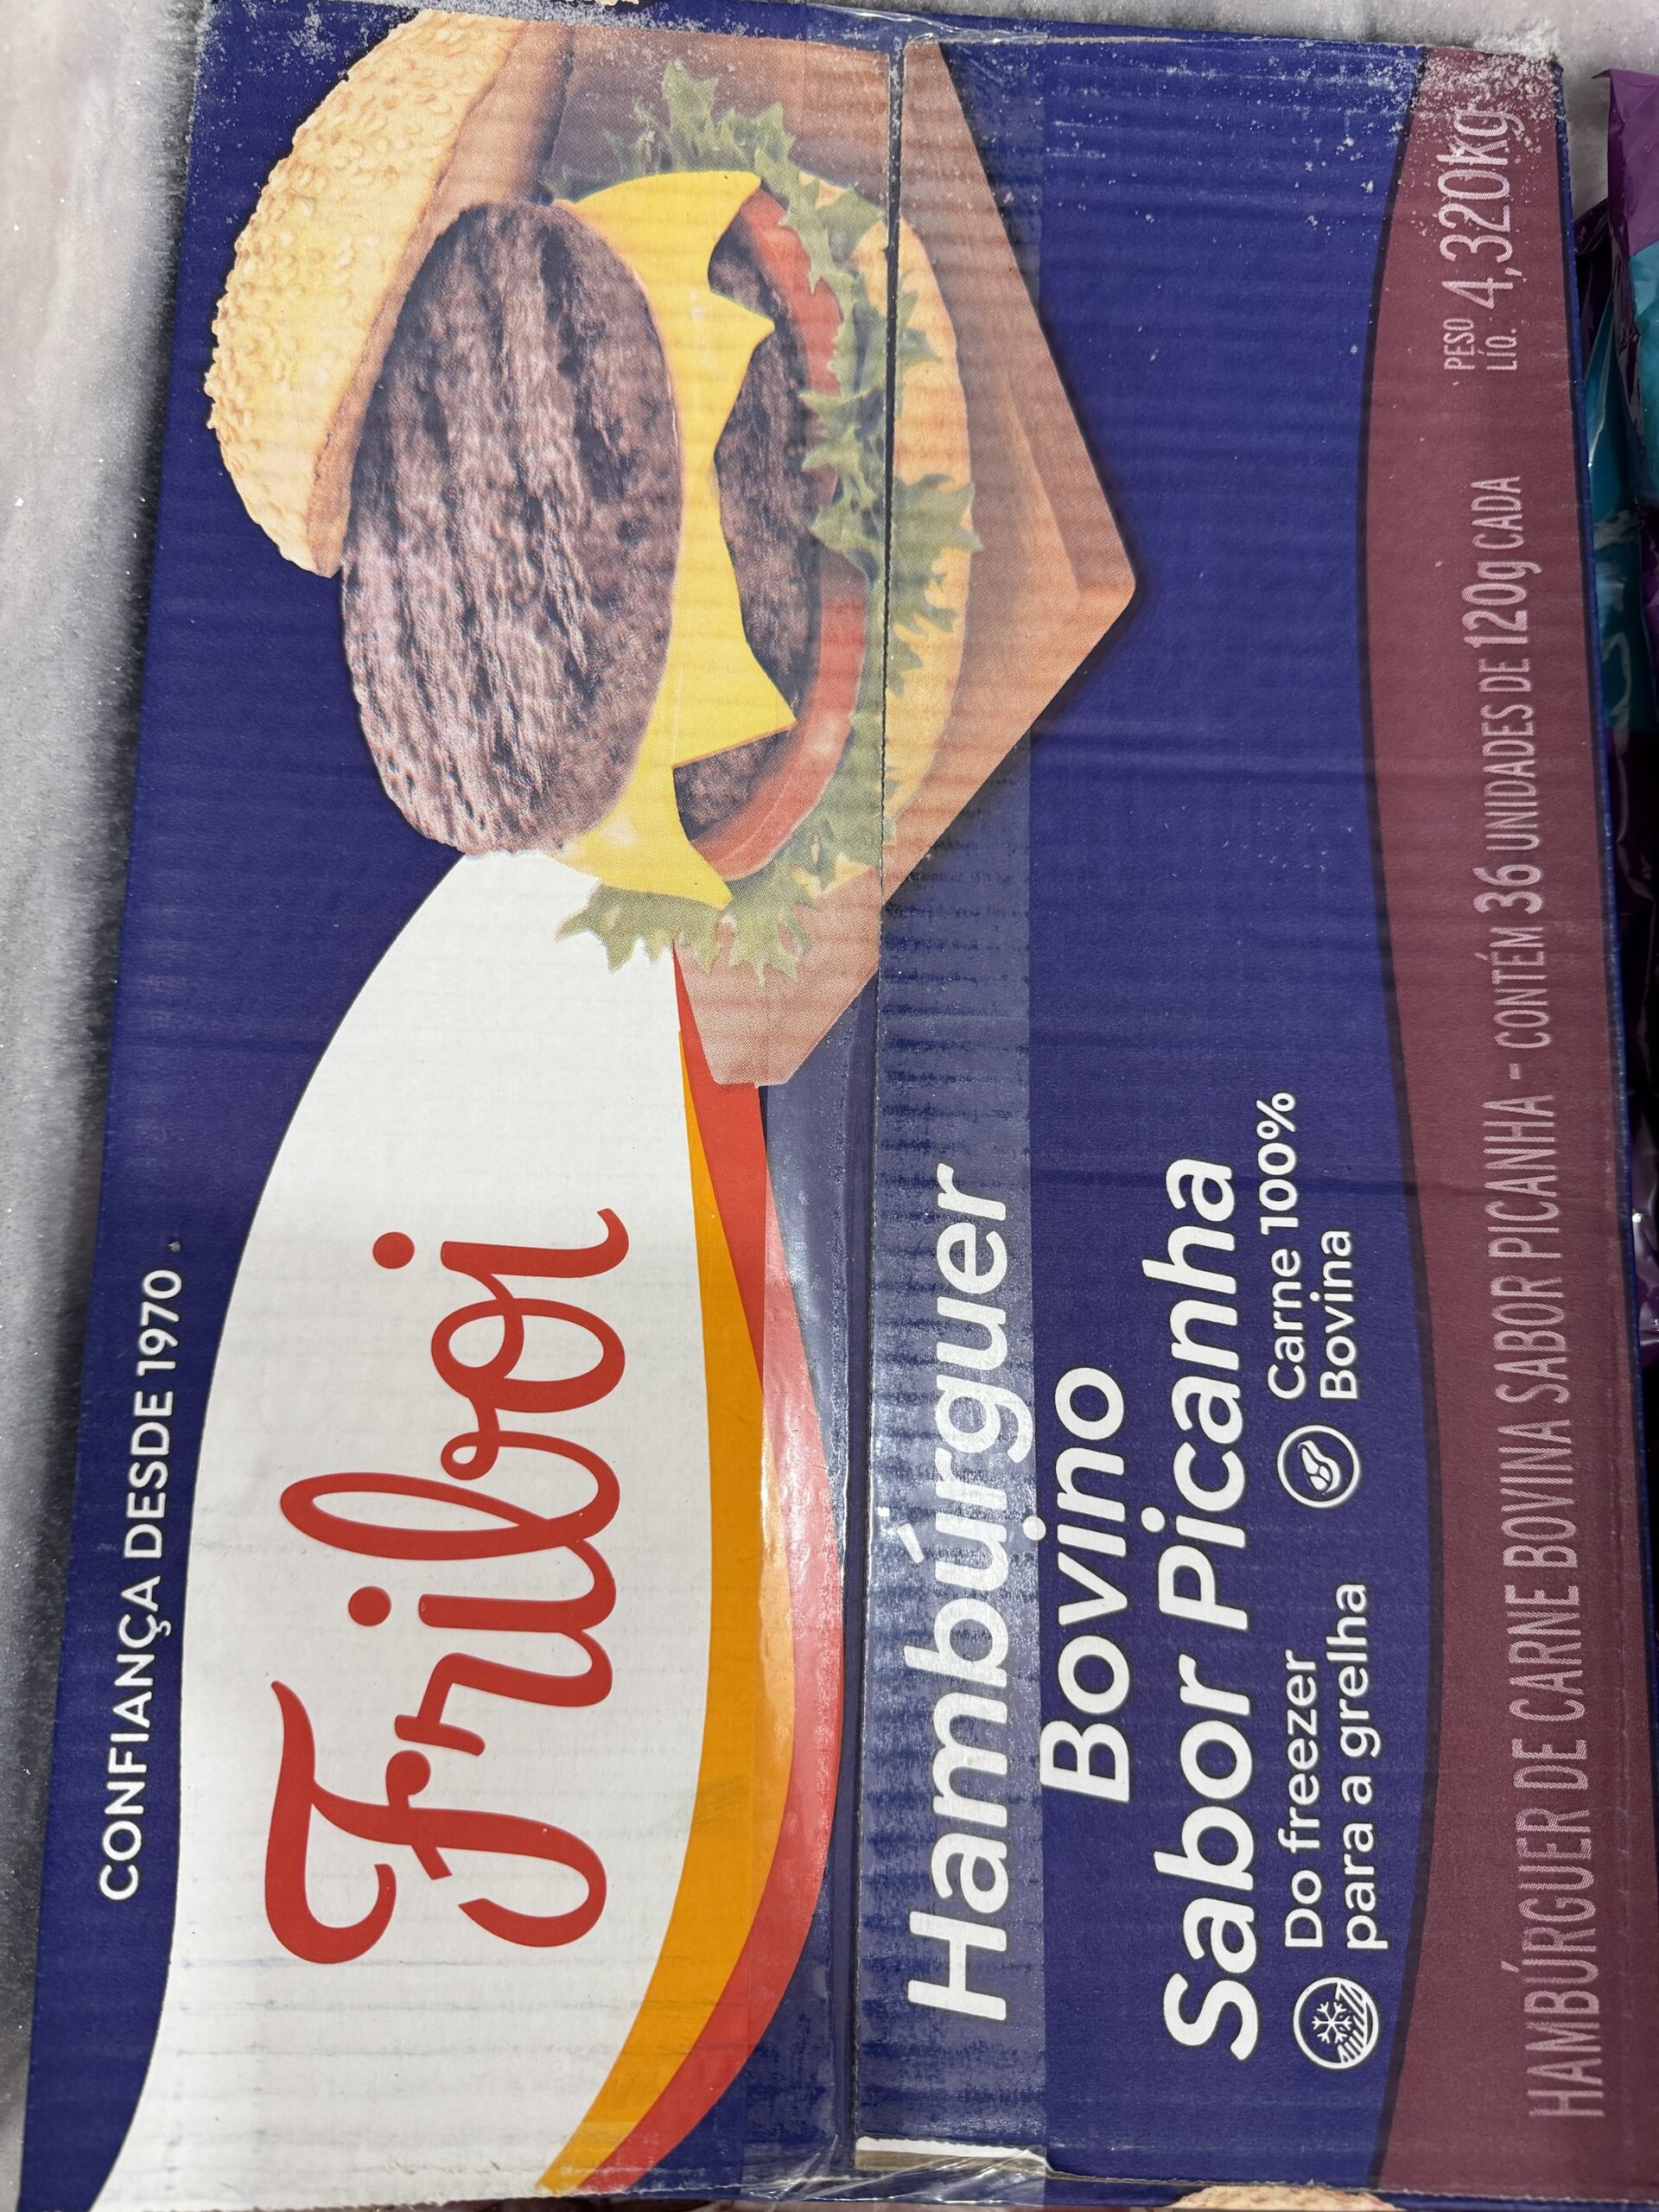 CONFIANÇA DESDE 1970
Friboi
Hambúrguer
Bovino
Sabor Picanha
Do freezer
para a grelha
Carne 100%
Bovina
HAMBÚRGUER DE CARNE BOVINA SABOR PICANHA - CONTÉM 36 UNIDADES DE 120g CADA
PESO
LÍQ. 4,320kg